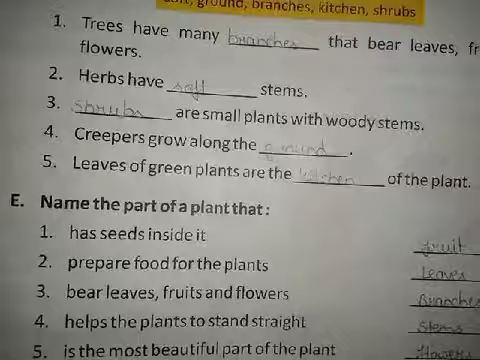 ground, branches, kitchen, shrubs
1. Trees have many branches that bear leaves,
flowers.
2. Herbs have soft stems.
3. shrubs are small plants with woody stems.
4. Creepers grow along the ground.
5. Leaves of green plants are the kitchen of the plant.
E. Name the part of a plant that:
1. has seeds inside it fruit
2. prepare food for the plants leaves
3. bear leaves, fruits and flowers Branches
4. helps the plants to stand straight Stems
5. is the most beautiful part of the plant flowers